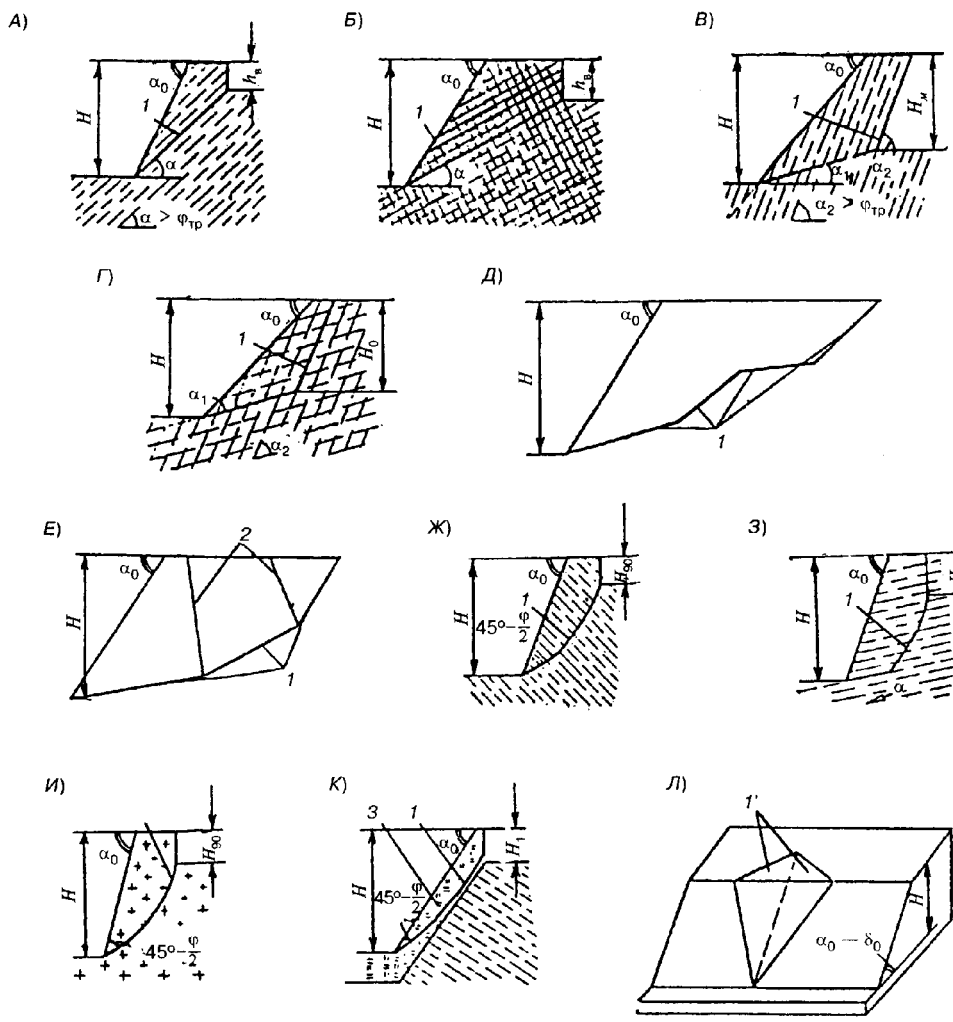 А)
α₀
hв
H
1
α
α > φтр
Б)
α₀
hв
H
1
α
В)
α₀
1
H
Hм
α₁
α₂
α₂ > φтр
Г)
α₀
1
H
H₀
α₁
α₂
Д)
α₀
H
1
Е)
2
α₀
H
1
Ж)
α₀
H₉₀
H
1
45° – φ/2
З)
α₀
H
1
α
И)
α₀
H₉₀
H
45° – φ/2
К)
3 1
α₀
H₁
H
45° – φ/2
Л)
1'
H
α₀ — δ₀